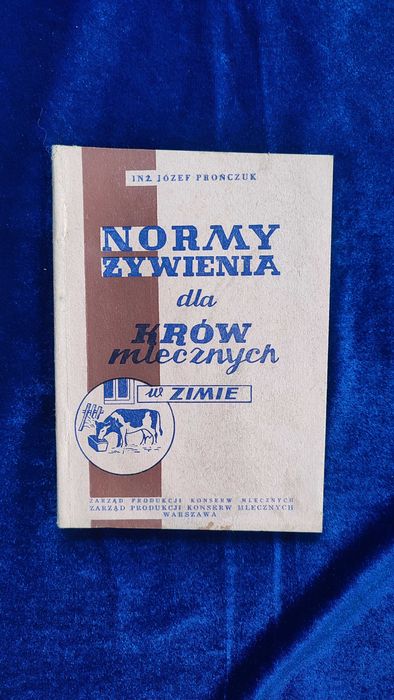 INŻ. JÓZEF PROŃCZUK
NORMY
ŻYWIENIA
dla
KRÓW
mlecznych
w ZIMIE
ZARZĄD PRODUKCJI KONSERW MLECZNYCH
ZARZĄD PRODUKCJI KONSERW MLECZNYCH
WARSZAWA